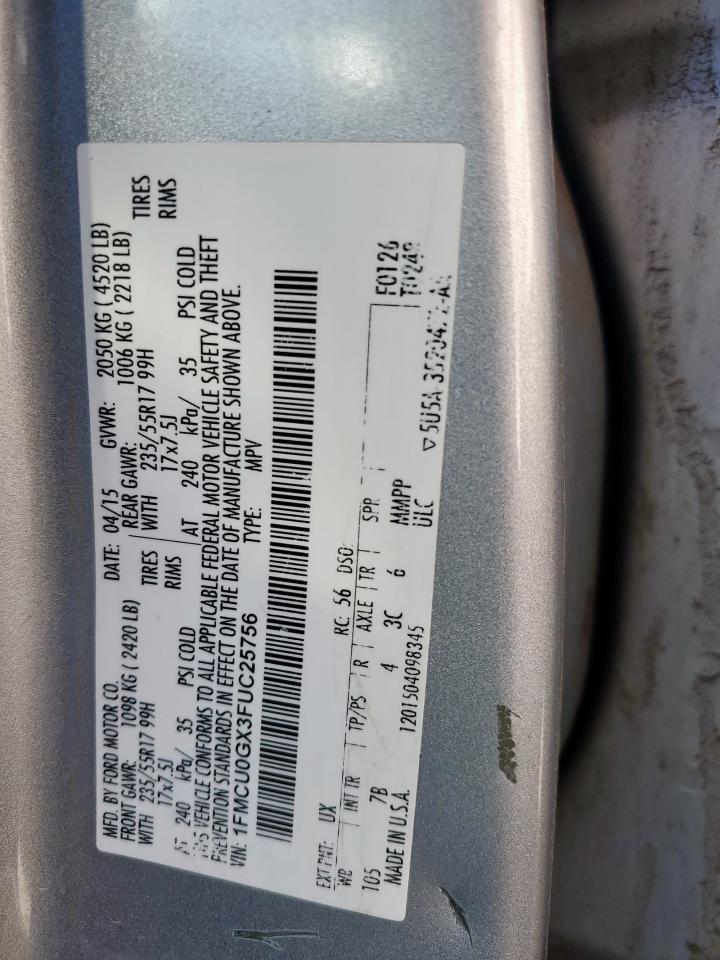 MFD. BY FORD MOTOR CO.
DATE: 04/15 GVWR: 2050 KG ( 4520 LB)
FRONT GAWR: 1098 KG ( 2420 LB)
REAR GAWR: 1006 KG ( 2218 LB)
WITH 235/55R17 99H TIRES
WITH 235/55R17 99H TIRES
17x7.5J RIMS
17x7.5J RIMS
AT 240 kPa/ 35 PSI COLD
AT 240 kPa/ 35 PSI COLD
THIS VEHICLE CONFORMS TO ALL APPLICABLE FEDERAL MOTOR VEHICLE SAFETY AND THEFT
PREVENTION STANDARDS IN EFFECT ON THE DATE OF MANUFACTURE SHOWN ABOVE.
VIN: 1FMCU0GX3FUC25756
TYPE: MPV
EXT PNT: UX RC: 56 DSO:
WB INT TR TP/PS R AXLE TR SPR
F0126
105 7B 4 3C 6 MMPP
MADE IN U.S.A. 1201504098345 ULC